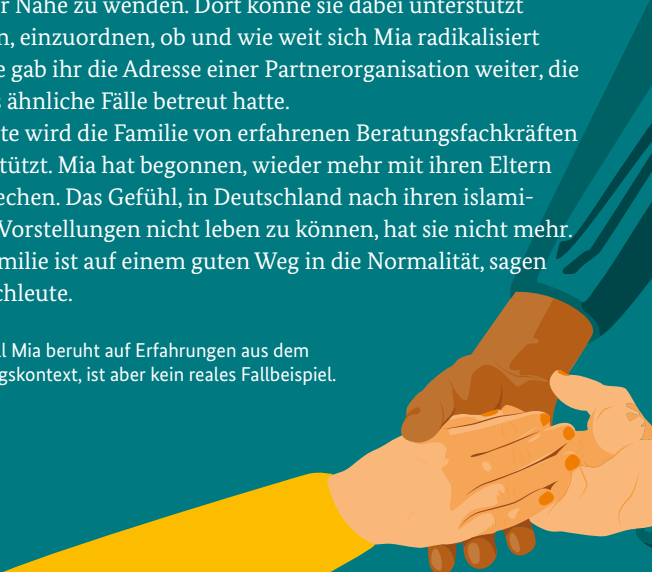 r Nähe zu wenden. Dort könne sie dabei unterstützt
n, einzuordnen, ob und wie weit sich Mia radikalisiert
e gab ihr die Adresse einer Partnerorganisation weiter, die
s ähnliche Fälle betreut hatte.
te wird die Familie von erfahrenen Beratungsfachkräften
stützt. Mia hat begonnen, wieder mehr mit ihren Eltern
echen. Das Gefühl, in Deutschland nach ihren islami-
Vorstellungen nicht leben zu können, hat sie nicht mehr.
milie ist auf einem guten Weg in die Normalität, sagen
chleute.
ll Mia beruht auf Erfahrungen aus dem
gskontext, ist aber kein reales Fallbeispiel.